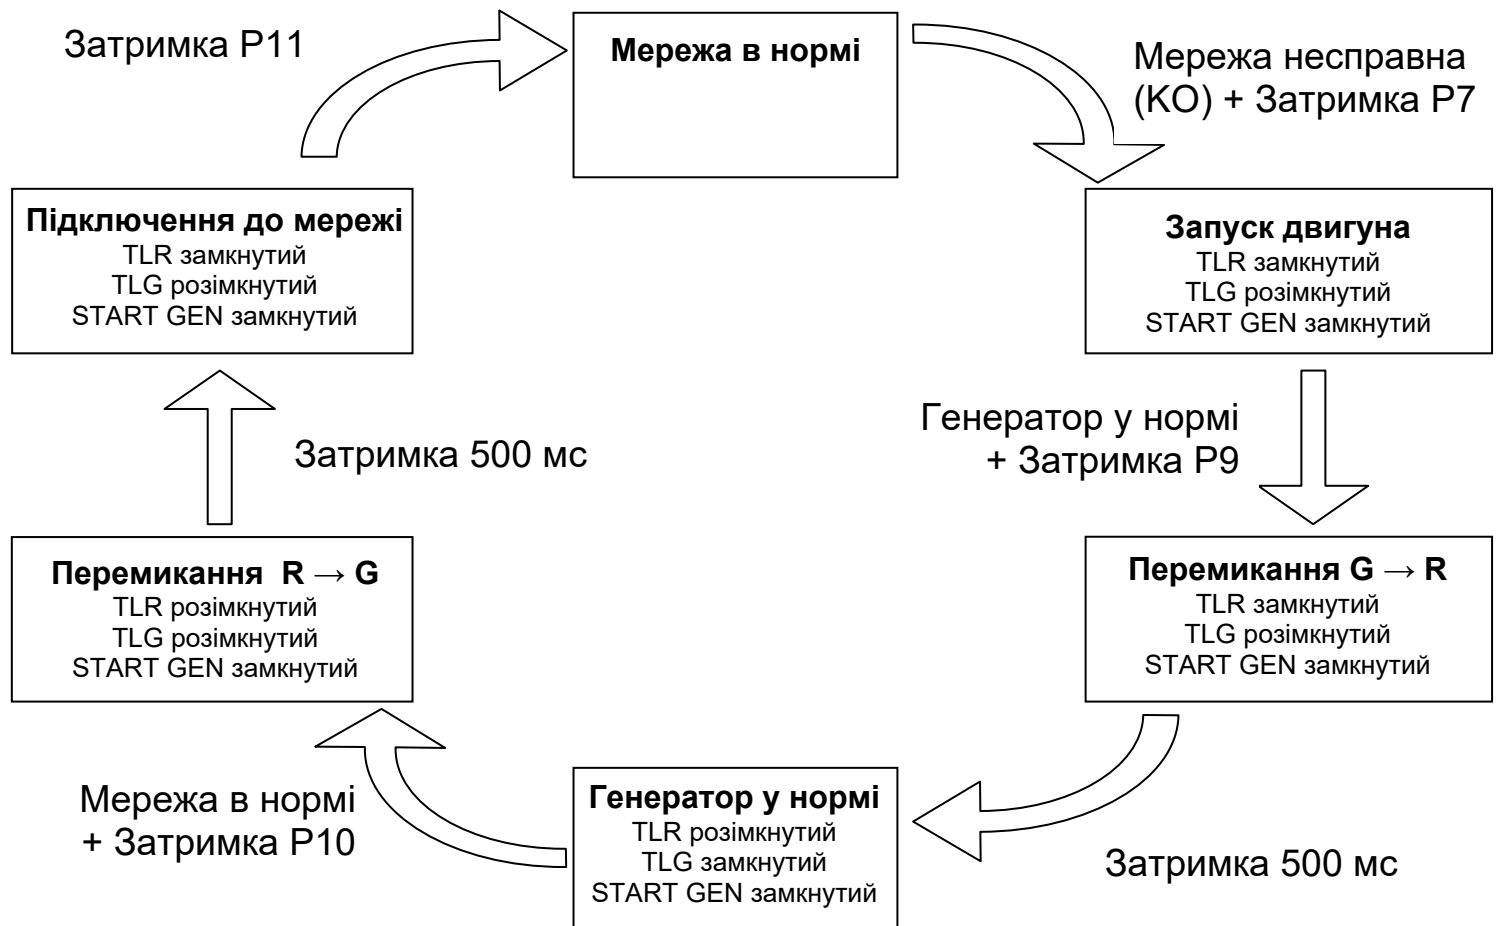 Затримка P11
Мережа в нормі
Мережа несправна
(KO) + Затримка P7
Підключення до мережі
TLR замкнутий
TLG розімкнутий
START GEN замкнутий
Запуск двигуна
TLR замкнутий
TLG розімкнутий
START GEN замкнутий
Генератор у нормі
+ Затримка P9
Затримка 500 мс
Перемикання R → G
TLR розімкнутий
TLG розімкнутий
START GEN замкнутий
Перемикання G → R
TLR замкнутий
TLG розімкнутий
START GEN замкнутий
Мережа в нормі
+ Затримка P10
Генератор у нормі
TLR розімкнутий
TLG замкнутий
START GEN замкнутий
Затримка 500 мс